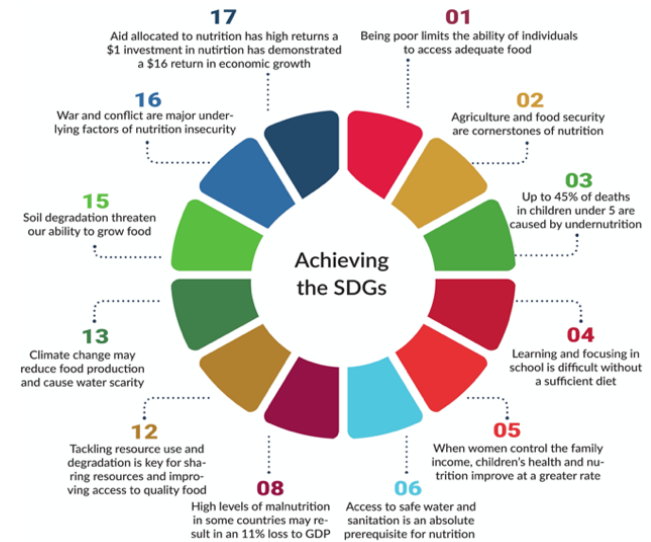 17
Aid allocated to nutrition has high returns a
$1 investment in nutirtion has demonstrated
a $16 return in economic growth
01
Being poor limits the ability of individuals
to access adequate food
16
War and conflict are major under-
lying factors of nutrition insecurity
02
Agriculture and food security
are cornerstones of nutrition
15
Soil degradation threaten
our ability to grow food
03
Up to 45% of deaths
in children under 5 are
caused by undernutrition
Achieving
the SDGs
13
Climate change may
reduce food production
and cause water scarity
04
Learning and focusing in
school is difficult without
a sufficient diet
12
Tackling resource use and
degradation is key for sha-
ring resources and impro-
ving access to quality food
05
When women control the family
income, children's health and nu-
trition improve at a greater rate
08
High levels of malnutrition
in some countries may re-
sult in an 11% loss to GDP
06
Access to safe water and
sanitation is an absolute
prerequisite for nutrition